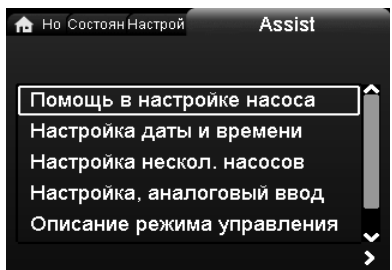 Но Состоян Настрой Assist
Помощь в настройке насоса
Настройка даты и времени
Настройка нескол. насосов
Настройка, аналоговый ввод
Описание режима управления